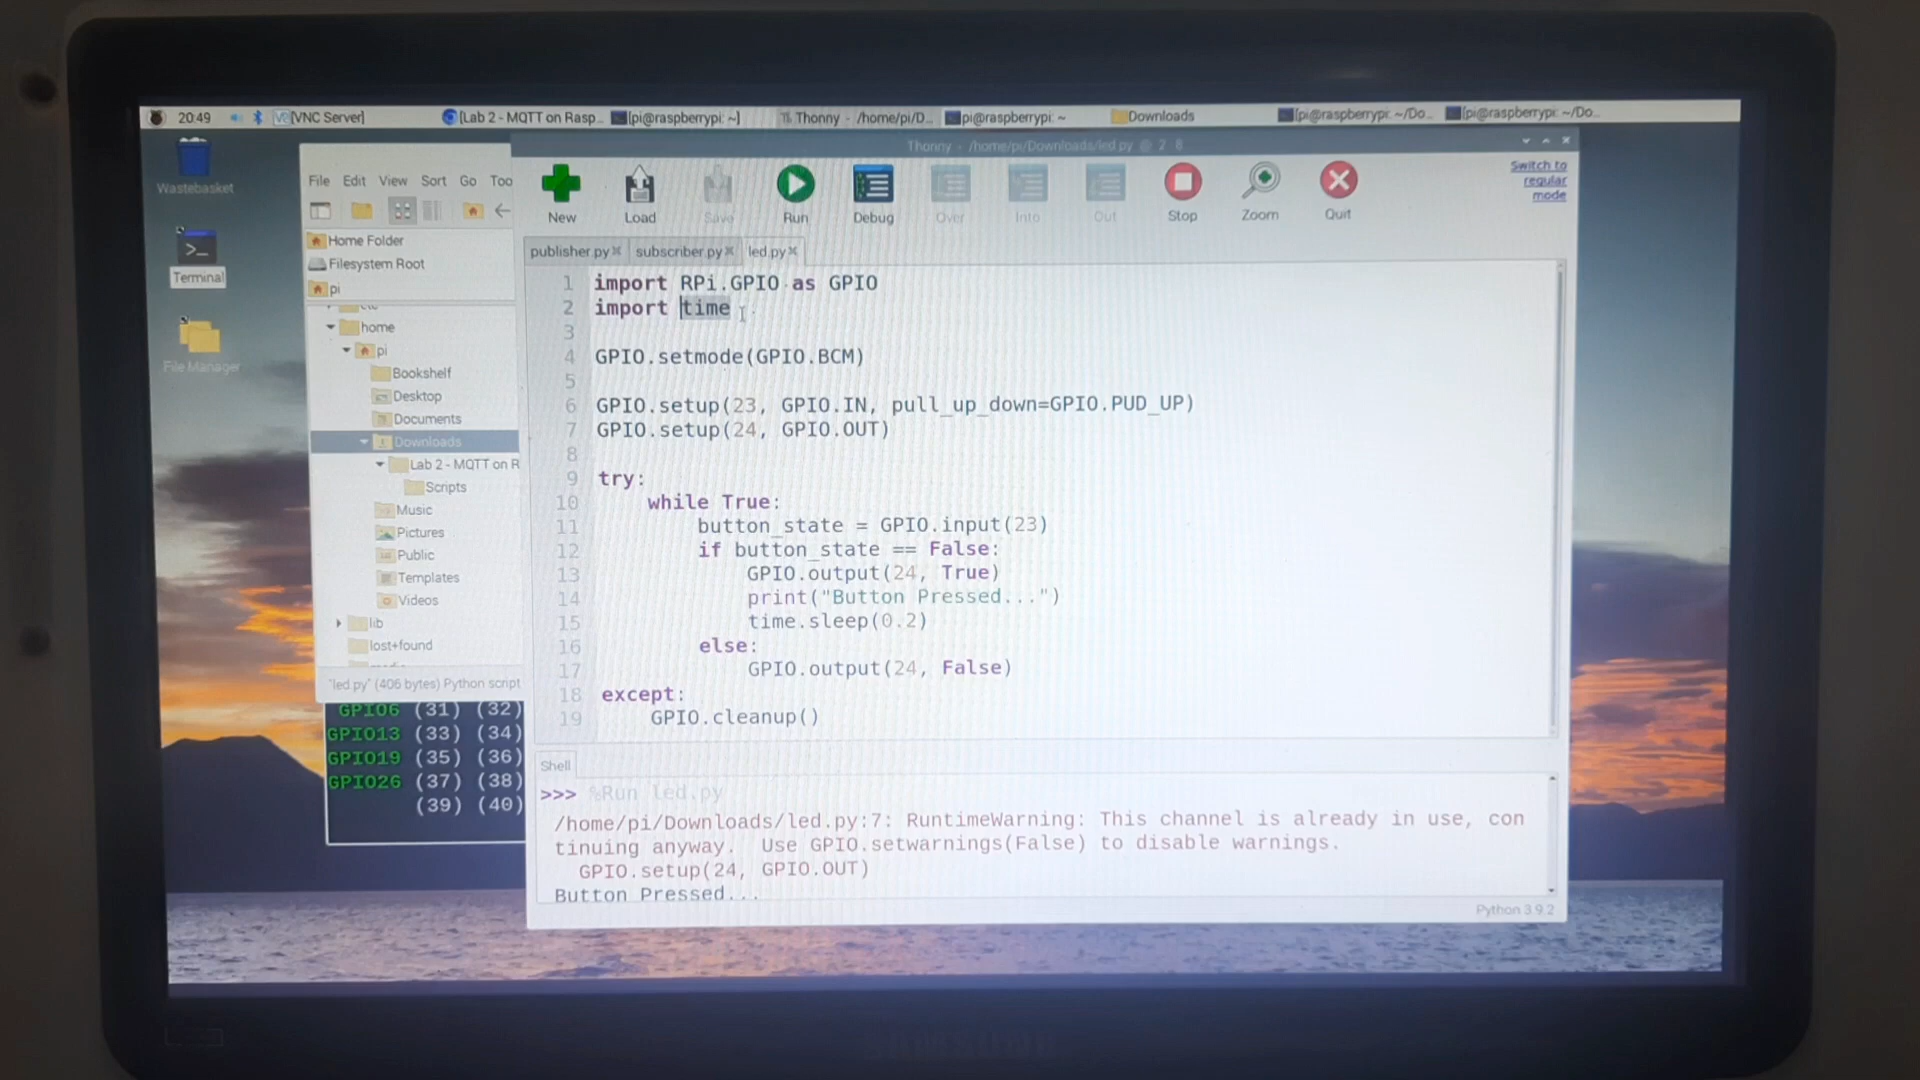 20:49 [VNC Server] [Lab 2 - MQTT on Rasp... [pi@raspberrypi: ~] Thonny - /home/pi/D... pi@raspberrypi: ~ Downloads [pi@raspberrypi: ~/Do... [pi@raspberrypi: ~/Do...
Wastebasket
Terminal
File Manager
File Edit View Sort Go Too
Home Folder
Filesystem Root
pi
home
pi
Bookshelf
Desktop
Documents
Downloads
Lab 2 - MQTT on R
Scripts
Music
Pictures
Public
Templates
Videos
lib
lost+found
"led.py" (406 bytes) Python script
GPIO6 (31) (32)
GPIO13 (33) (34)
GPIO19 (35) (36)
GPIO26 (37) (38)
(39) (40)
Thonny - /home/pi/Downloads/led.py @ 2 : 8
New Load Save Run Debug Over Into Out Stop Zoom Quit
Switch to
regular
mode
publisher.py subscriber.py led.py
1 import RPi.GPIO as GPIO
2 import time
3
4 GPIO.setmode(GPIO.BCM)
5
6 GPIO.setup(23, GPIO.IN, pull_up_down=GPIO.PUD_UP)
7 GPIO.setup(24, GPIO.OUT)
8
9 try:
10 while True:
11 button_state = GPIO.input(23)
12 if button_state == False:
13 GPIO.output(24, True)
14 print("Button Pressed...")
15 time.sleep(0.2)
16 else:
17 GPIO.output(24, False)
18 except:
19 GPIO.cleanup()
Shell
>>> %Run led.py
/home/pi/Downloads/led.py:7: RuntimeWarning: This channel is already in use, con
tinuing anyway.  Use GPIO.setwarnings(False) to disable warnings.
GPIO.setup(24, GPIO.OUT)
Button Pressed...
Python 3.9.2